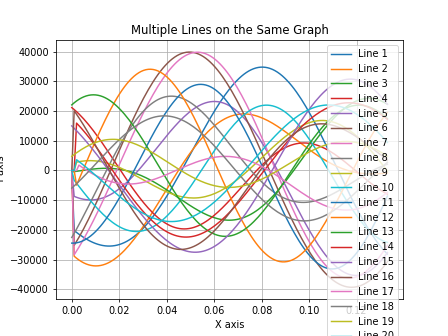 Multiple Lines on the Same Graph
40000
30000
20000
10000
0
−10000
−20000
−30000
−40000
0.00
0.02
0.04
0.06
0.08
0.10
X axis
Line 1
Line 2
Line 3
Line 4
Line 5
Line 6
Line 7
Line 8
Line 9
Line 10
Line 11
Line 12
Line 13
Line 14
Line 15
Line 16
Line 17
Line 18
Line 19
Line 20